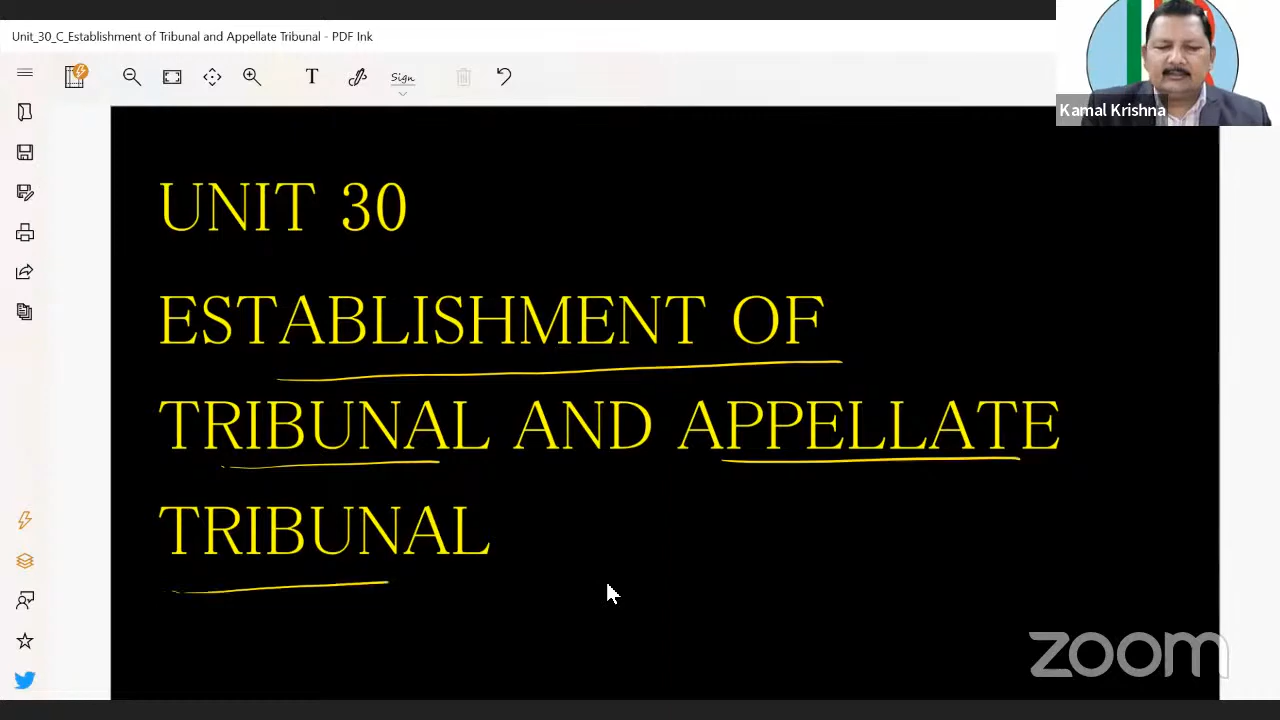 Unit_30_C_Establishment of Tribunal and Appellate Tribunal - PDF Ink
T
Sign
Kamal Krishna
UNIT 30
ESTABLISHMENT OF
TRIBUNAL AND APPELLATE
TRIBUNAL
zoom